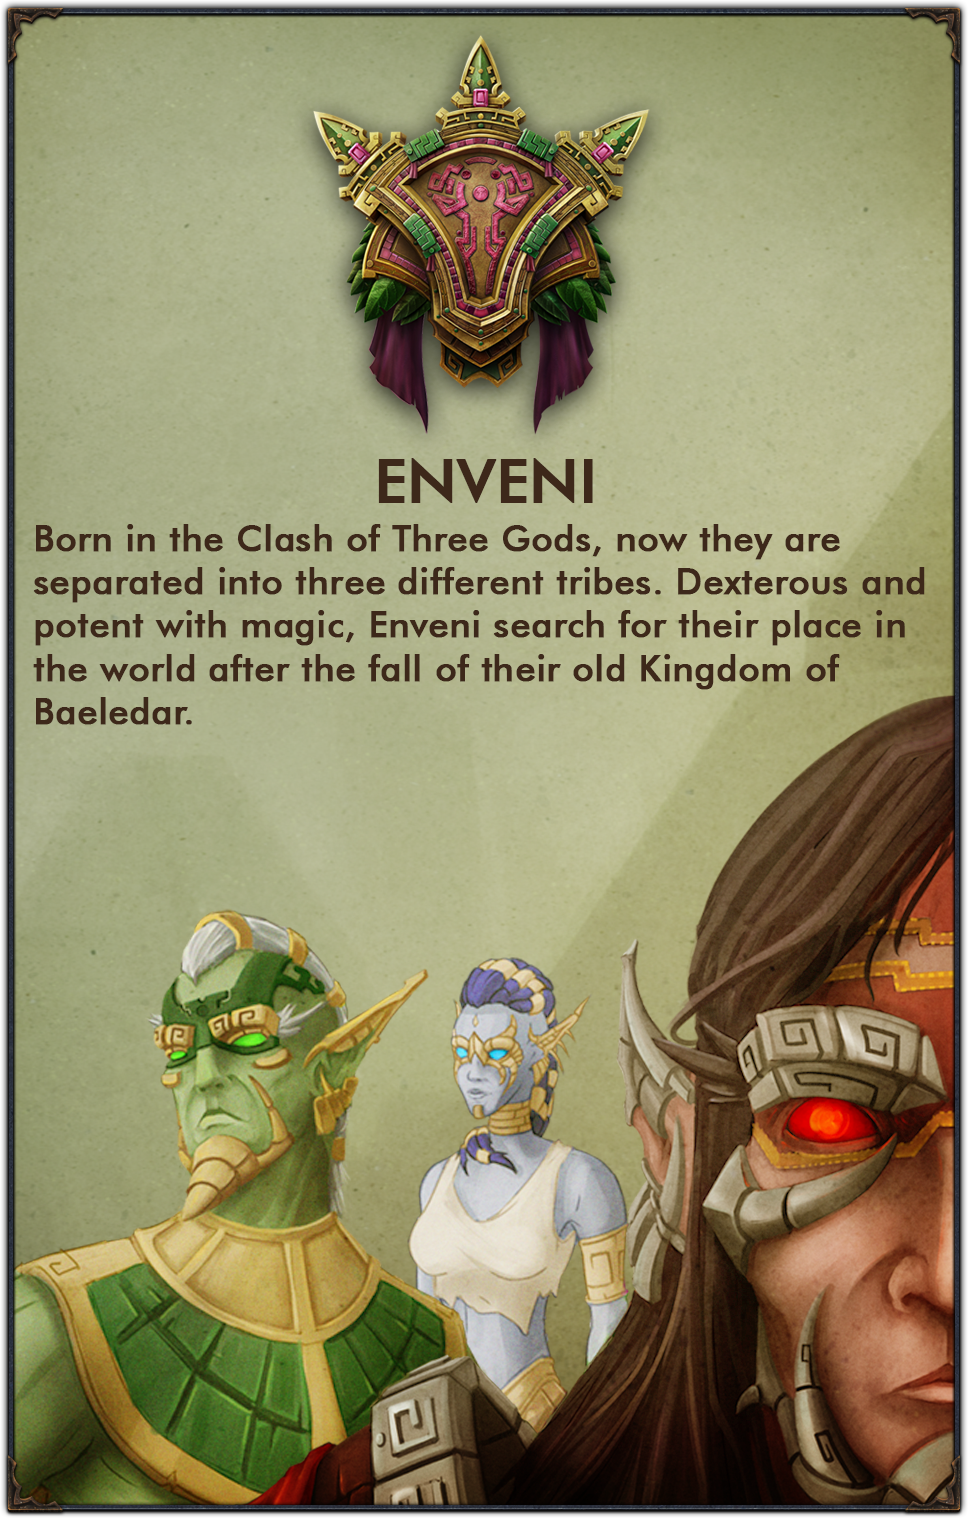 ENVENI
Born in the Clash of Three Gods, now they are
separated into three different tribes. Dexterous and
potent with magic, Enveni search for their place in
the world after the fall of their old Kingdom of
Baeledar.